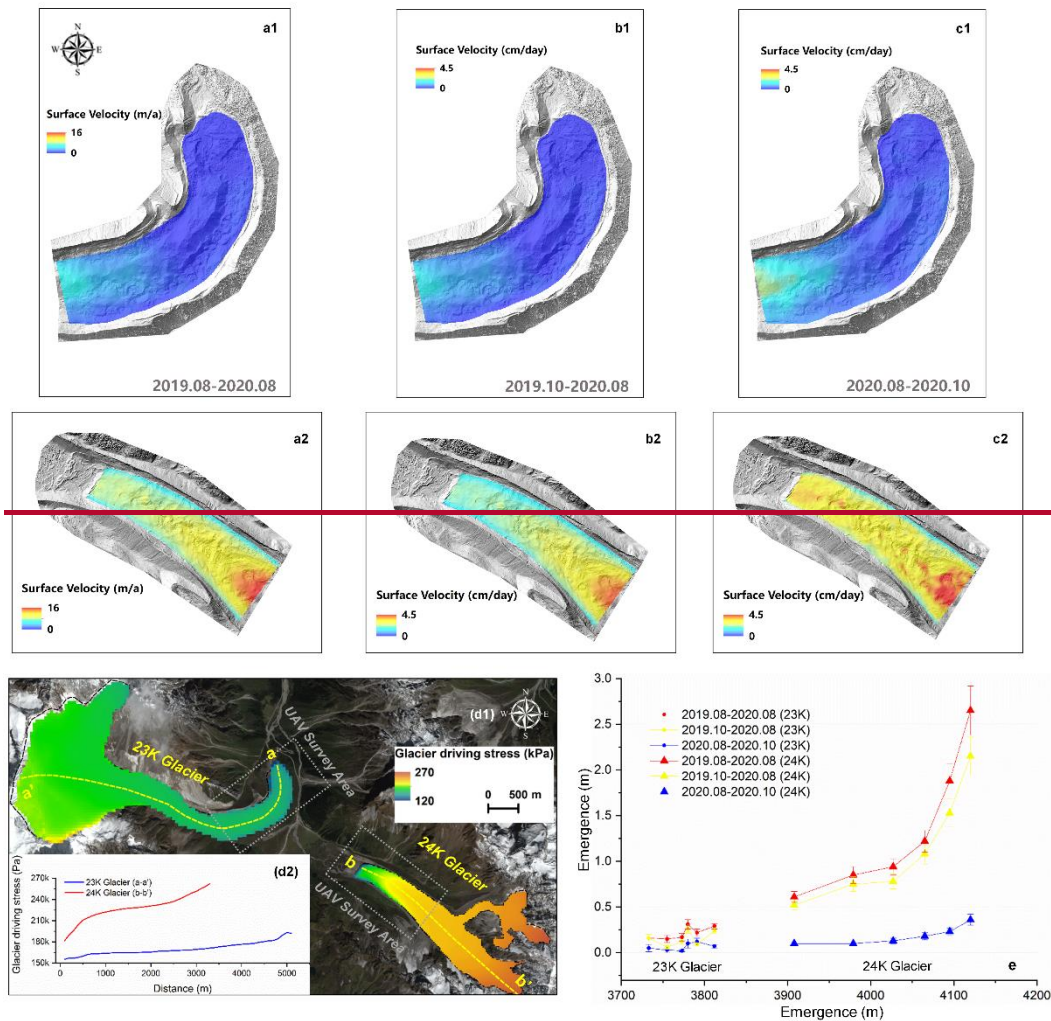 a1
N
W E
S
Surface Velocity (m/a)
16
0
2019.08-2020.08
b1
Surface Velocity (cm/day)
4.5
0
2019.10-2020.08
c1
Surface Velocity (cm/day)
4.5
0
2020.08-2020.10
a2
Surface Velocity (m/a)
16
0
b2
Surface Velocity (cm/day)
4.5
0
c2
Surface Velocity (cm/day)
4.5
0
(d1)
N
W E
S
23K Glacier
a
a'
UAV Survey Area
Glacier driving stress (kPa)
270
120
0 500 m
24K Glacier
b
b'
UAV Survey Area
(d2)
Glacier driving stress (Pa)
270k
240k
210k
180k
150k
23K Glacier (a-a')
24K Glacier (b-b')
0 1000 2000 3000 4000 5000
Distance (m)
Emergence (m)
3.0
2.5
2.0
1.5
1.0
0.5
0.0
2019.08-2020.08 (23K)
2019.10-2020.08 (23K)
2020.08-2020.10 (23K)
2019.08-2020.08 (24K)
2019.10-2020.08 (24K)
2020.08-2020.10 (24K)
23K Glacier
24K Glacier
e
3700 3800 3900 4000 4100 4200
Emergence (m)